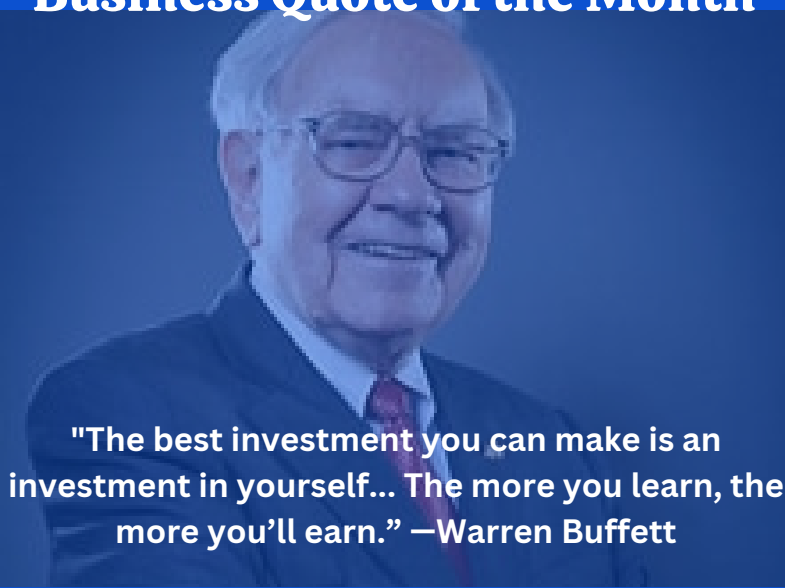 Business Quote of the Month
"The best investment you can make is an
investment in yourself... The more you learn, the
more you’ll earn.” —Warren Buffett